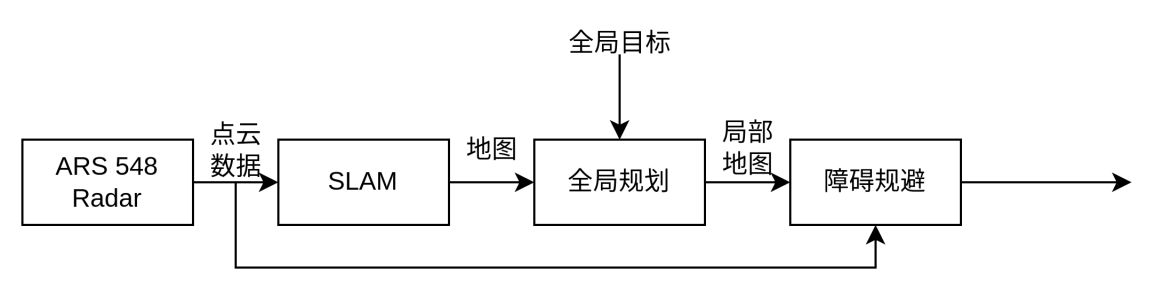 全局目标
点云
数据
地图
局部
地图
ARS 548
Radar
SLAM
全局规划
障碍规避